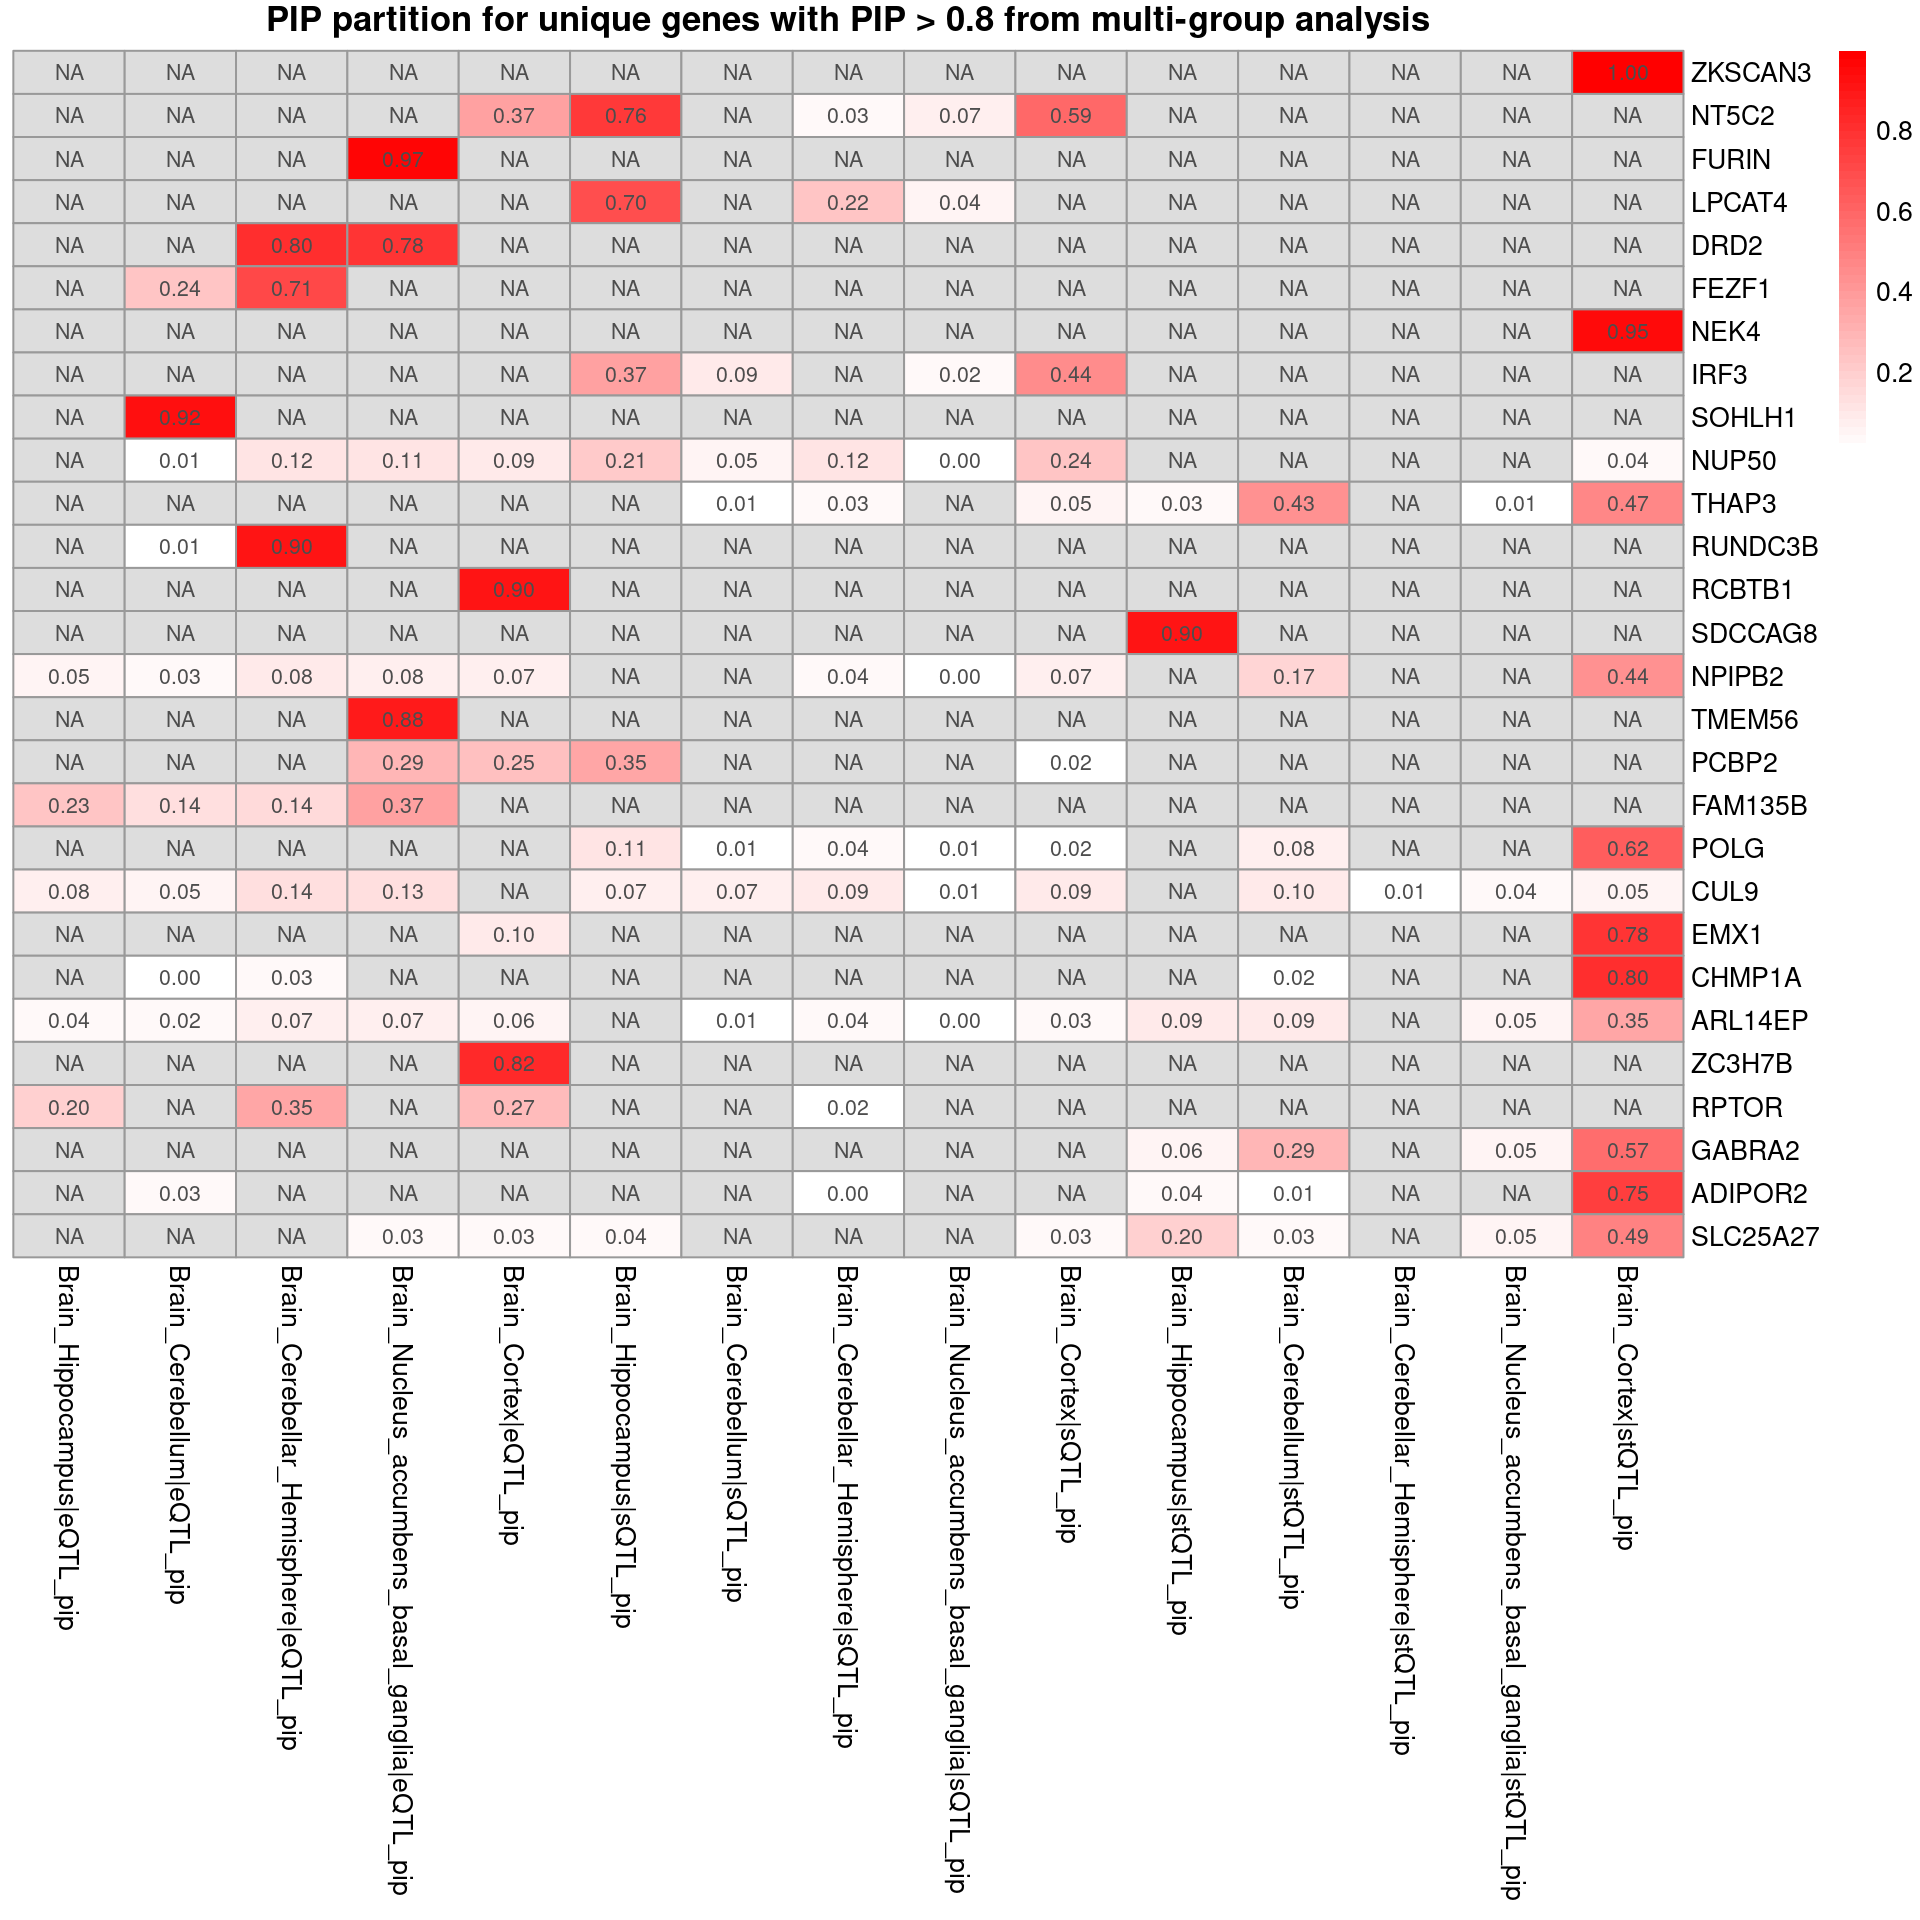 PIP partition for unique genes with PIP > 0.8 from multi-group analysis
NA NA NA NA NA NA NA NA NA NA NA NA NA NA 1.00 ZKSCAN3
NA NA NA NA 0.37 0.76 NA 0.03 0.07 0.59 NA NA NA NA NA NT5C2
NA NA NA 0.97 NA NA NA NA NA NA NA NA NA NA NA FURIN
NA NA NA NA NA 0.70 NA 0.22 0.04 NA NA NA NA NA NA LPCAT4
NA NA 0.80 0.78 NA NA NA NA NA NA NA NA NA NA NA DRD2
NA 0.24 0.71 NA NA NA NA NA NA NA NA NA NA NA NA FEZF1
NA NA NA NA NA NA NA NA NA NA NA NA NA NA 0.95 NEK4
NA NA NA NA NA 0.37 0.09 NA 0.02 0.44 NA NA NA NA NA IRF3
NA 0.92 NA NA NA NA NA NA NA NA NA NA NA NA NA SOHLH1
NA 0.01 0.12 0.11 0.09 0.21 0.05 0.12 0.00 0.24 NA NA NA NA 0.04 NUP50
NA NA NA NA NA NA 0.01 0.03 NA 0.05 0.03 0.43 NA 0.01 0.47 THAP3
NA 0.01 0.90 NA NA NA NA NA NA NA NA NA NA NA NA RUNDC3B
NA NA NA NA 0.90 NA NA NA NA NA NA NA NA NA NA RCBTB1
NA NA NA NA NA NA NA NA NA NA 0.90 NA NA NA NA SDCCAG8
0.05 0.03 0.08 0.08 0.07 NA NA 0.04 0.00 0.07 NA 0.17 NA NA 0.44 NPIPB2
NA NA NA 0.88 NA NA NA NA NA NA NA NA NA NA NA TMEM56
NA NA NA 0.29 0.25 0.35 NA NA NA 0.02 NA NA NA NA NA PCBP2
0.23 0.14 0.14 0.37 NA NA NA NA NA NA NA NA NA NA NA FAM135B
NA NA NA NA NA 0.11 0.01 0.04 0.01 0.02 NA 0.08 NA NA 0.62 POLG
0.08 0.05 0.14 0.13 NA 0.07 0.07 0.09 0.01 0.09 NA 0.10 0.01 0.04 0.05 CUL9
NA NA NA NA 0.10 NA NA NA NA NA NA NA NA NA 0.78 EMX1
NA 0.00 0.03 NA NA NA NA NA NA NA NA 0.02 NA NA 0.80 CHMP1A
0.04 0.02 0.07 0.07 0.06 NA 0.01 0.04 0.00 0.03 0.09 0.09 NA 0.05 0.35 ARL14EP
NA NA NA NA 0.82 NA NA NA NA NA NA NA NA NA NA ZC3H7B
0.20 NA 0.35 NA 0.27 NA NA 0.02 NA NA NA NA NA NA NA RPTOR
NA NA NA NA NA NA NA NA NA NA 0.06 0.29 NA 0.05 0.57 GABRA2
NA 0.03 NA NA NA NA NA 0.00 NA NA 0.04 0.01 NA NA 0.75 ADIPOR2
NA NA NA 0.03 0.03 0.04 NA NA NA 0.03 0.20 0.03 NA 0.05 0.49 SLC25A27
0.8
0.6
0.4
0.2
Brain_Hippocampus|eQTL_pip
Brain_Cerebellum|eQTL_pip
Brain_Cerebellar_Hemisphere|eQTL_pip
Brain_Nucleus_accumbens_basal_ganglia|eQTL_pip
Brain_Cortex|eQTL_pip
Brain_Hippocampus|sQTL_pip
Brain_Cerebellum|sQTL_pip
Brain_Cerebellar_Hemisphere|sQTL_pip
Brain_Nucleus_accumbens_basal_ganglia|sQTL_pip
Brain_Cortex|sQTL_pip
Brain_Hippocampus|stQTL_pip
Brain_Cerebellum|stQTL_pip
Brain_Cerebellar_Hemisphere|stQTL_pip
Brain_Nucleus_accumbens_basal_ganglia|stQTL_pip
Brain_Cortex|stQTL_pip